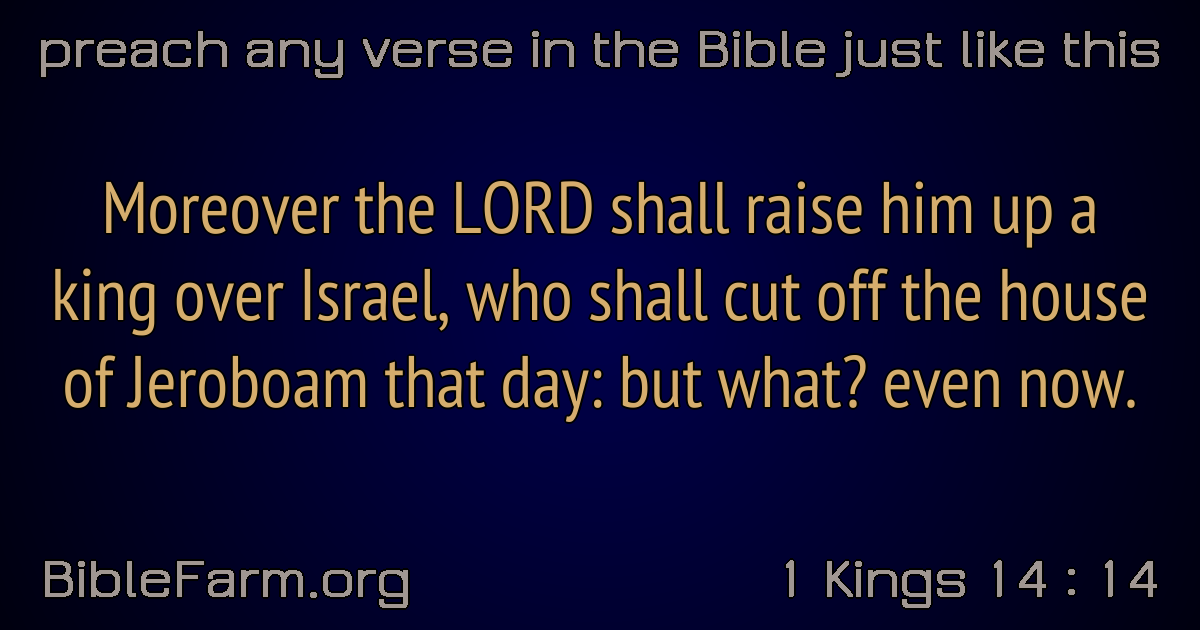 preach any verse in the Bible just like this
Moreover the LORD shall raise him up a
king over Israel, who shall cut off the house
of Jeroboam that day: but what? even now.
BibleFarm.org
1 Kings 14 : 14